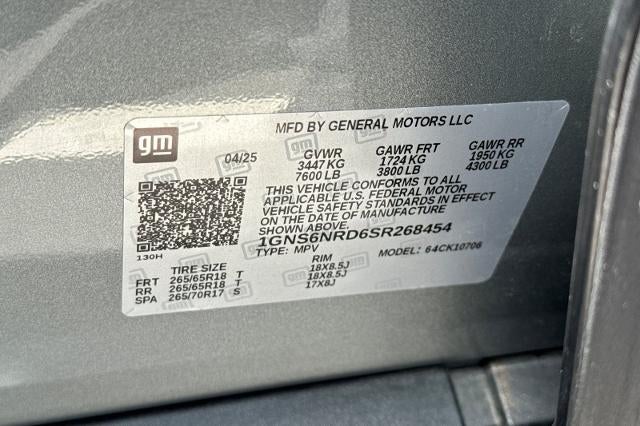 MFD BY GENERAL MOTORS LLC
gm
04/25 GVWR GAWR FRT GAWR RR
3447 KG 1724 KG 1950 KG
7600 LB 3800 LB 4300 LB
THIS VEHICLE CONFORMS TO ALL
APPLICABLE U.S. FEDERAL MOTOR
VEHICLE SAFETY STANDARDS IN EFFECT
ON THE DATE OF MANUFACTURE
SHOWN ABOVE.
1GNS6NRD6SR268454
TYPE: MPV MODEL: 64CK10706
130H
TIRE SIZE RIM
FRT 265/65R18 T 18X8.5J
RR 265/65R18 T 18X8.5J
SPA 265/70R17 S 17X8J